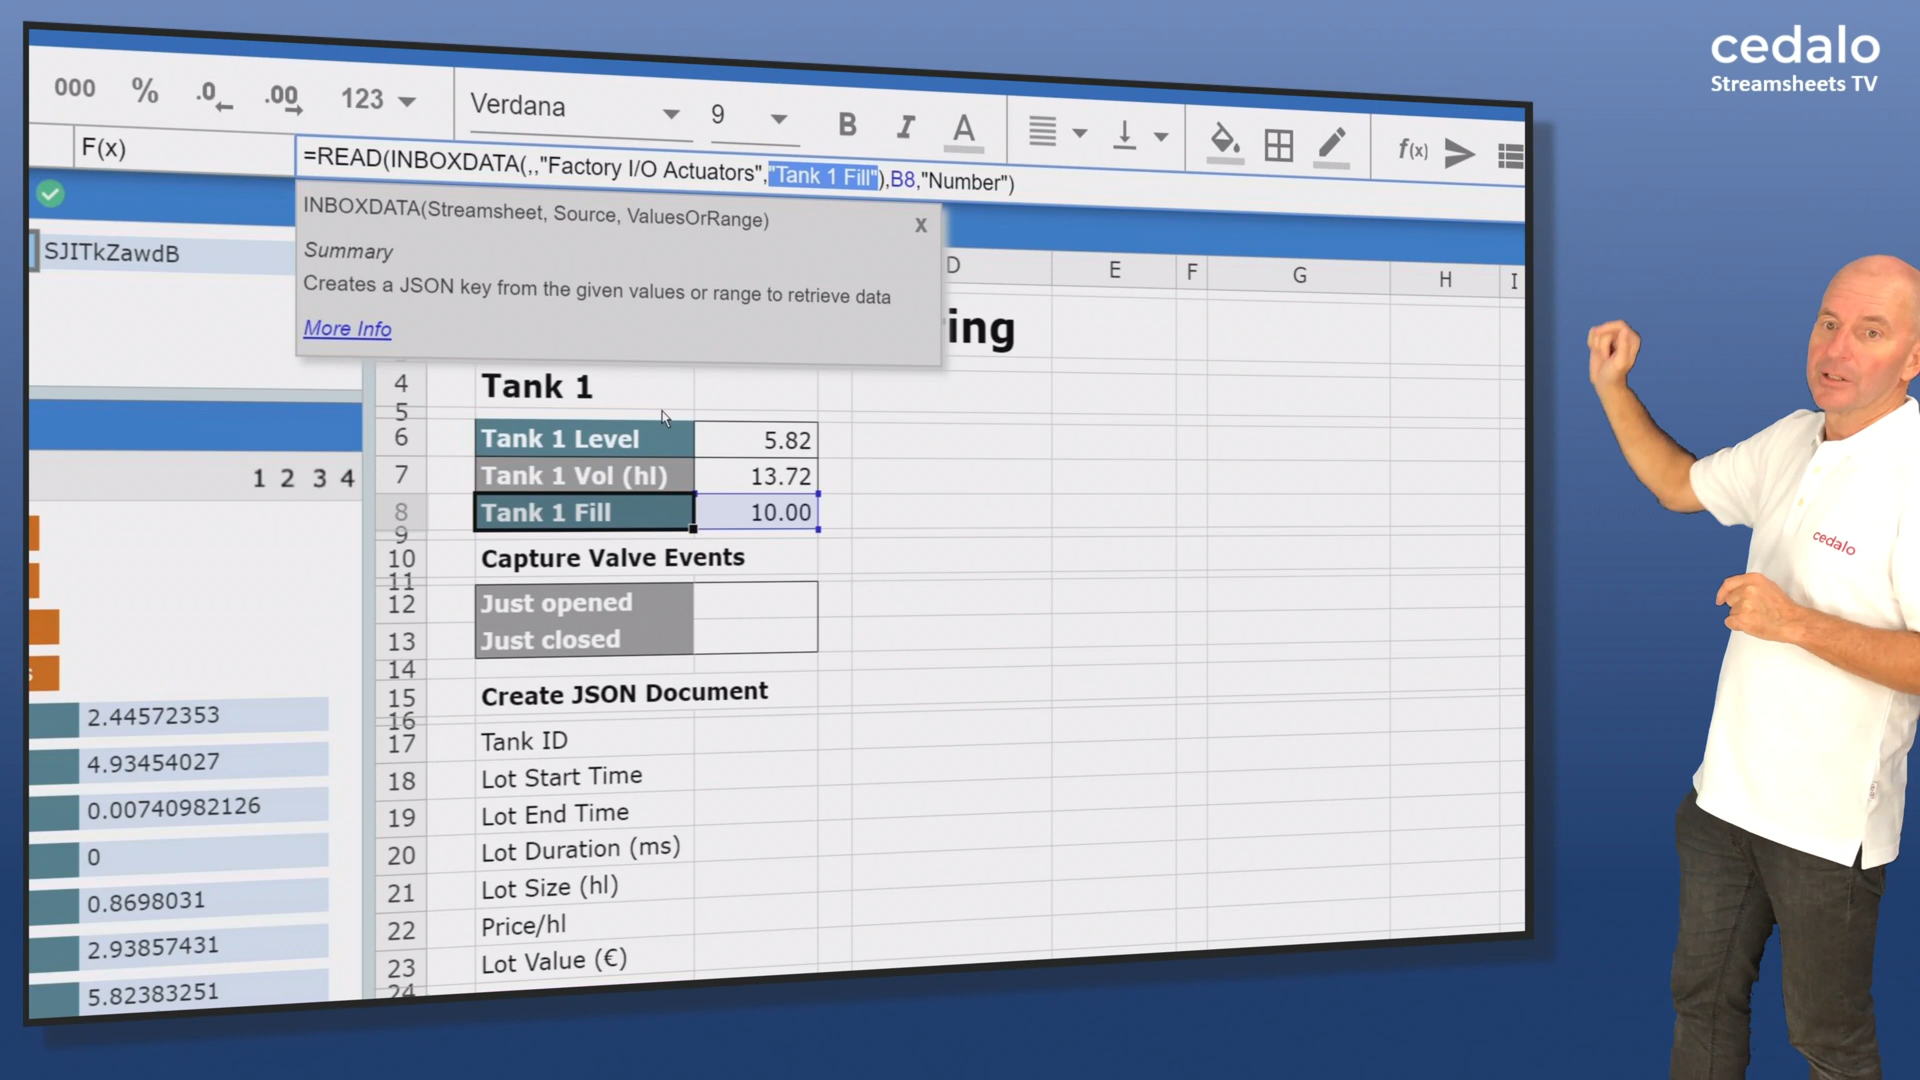 cedalo
Streamsheets TV
000 % .0 .00 123 Verdana 9 B I A f(x)
F(x) =READ(INBOXDATA(,,"Factory I/O Actuators","Tank 1 Fill"),B8,"Number")
INBOXDATA(Streamsheet, Source, ValuesOrRange) X
Summary
Creates a JSON key from the given values or range to retrieve data
More Info
SJITkZawdB
D E F G H I
ring
4 Tank 1
5
6 Tank 1 Level 5.82
7 Tank 1 Vol (hl) 13.72
8 Tank 1 Fill 10.00
9
10 Capture Valve Events
11
12 Just opened
13 Just closed
14
15 Create JSON Document
16
17 Tank ID
18 Lot Start Time
19 Lot End Time
20 Lot Duration (ms)
21 Lot Size (hl)
22 Price/hl
23 Lot Value (€)
24
1 2 3 4
2.44572353
4.93454027
0.00740982126
0
0.8698031
2.93857431
5.82383251
cedalo